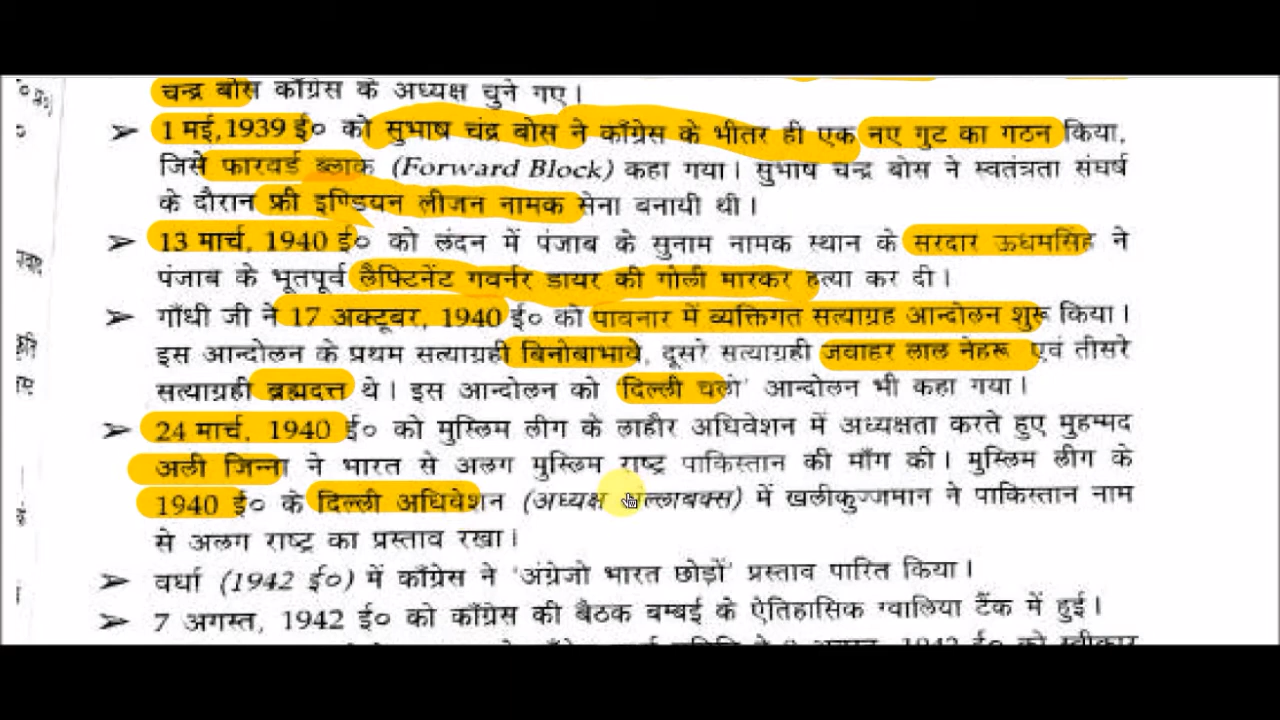 चन्द्र बोस काँग्रेस के अध्यक्ष चुने गए।
➢ 1 मई,1939 ई० को सुभाष चंद्र बोस ने काँग्रेस के भीतर ही एक नए गुट का गठन किया,
जिसे फारवर्ड ब्लाक (Forward Block) कहा गया। सुभाष चन्द्र बोस ने स्वतंत्रता संघर्ष
के दौरान फ्री इण्डियन लीजन नामक सेना बनायी थी।
➢ 13 मार्च, 1940 ई० को लंदन में पंजाब के सुनाम नामक स्थान के सरदार ऊधमसिंह ने
पंजाब के भूतपूर्व लैफ्टिनेंट गवर्नर डायर की गोली मारकर हत्या कर दी।
➢ गाँधी जी ने 17 अक्टूबर, 1940 ई० को पावनार में व्यक्तिगत सत्याग्रह आन्दोलन शुरू किया।
इस आन्दोलन के प्रथम सत्याग्रही बिनोबाभावे, दूसरे सत्याग्रही जवाहर लाल नेहरू एवं तीसरे
सत्याग्रही ब्रह्मदत्त थे। इस आन्दोलन को 'दिल्ली चलो' आन्दोलन भी कहा गया।
➢ 24 मार्च, 1940 ई० को मुस्लिम लीग के लाहौर अधिवेशन में अध्यक्षता करते हुए मुहम्मद
अली जिन्ना ने भारत से अलग मुस्लिम राष्ट्र पाकिस्तान की माँग की। मुस्लिम लीग के
1940 ई० के दिल्ली अधिवेशन (अध्यक्ष ल्लाबक्स) में खलीकुज्जमान ने पाकिस्तान नाम
से अलग राष्ट्र का प्रस्ताव रखा।
➢ वर्धा (1942 ई०) में काँग्रेस ने 'अंग्रेजो भारत छोड़ों' प्रस्ताव पारित किया।
➢ 7 अगस्त, 1942 ई० को काँग्रेस की बैठक बम्बई के ऐतिहासिक ग्वालिया टैंक में हुई।